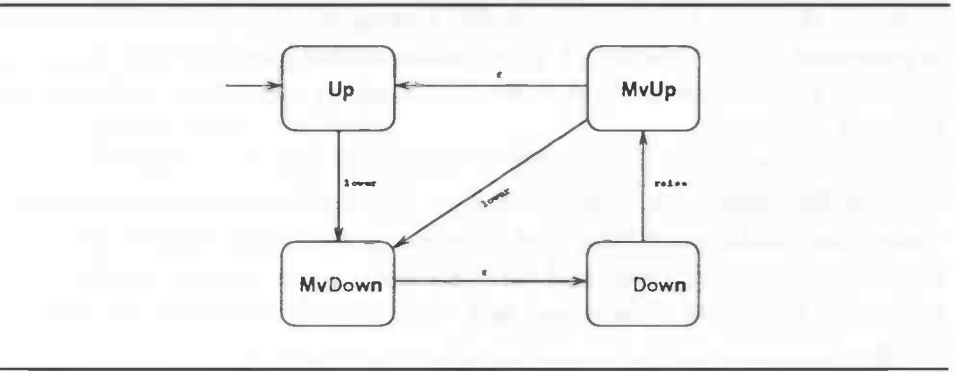 Up
ε
MvUp
lower
lower
raise
MvDown
ε
Down